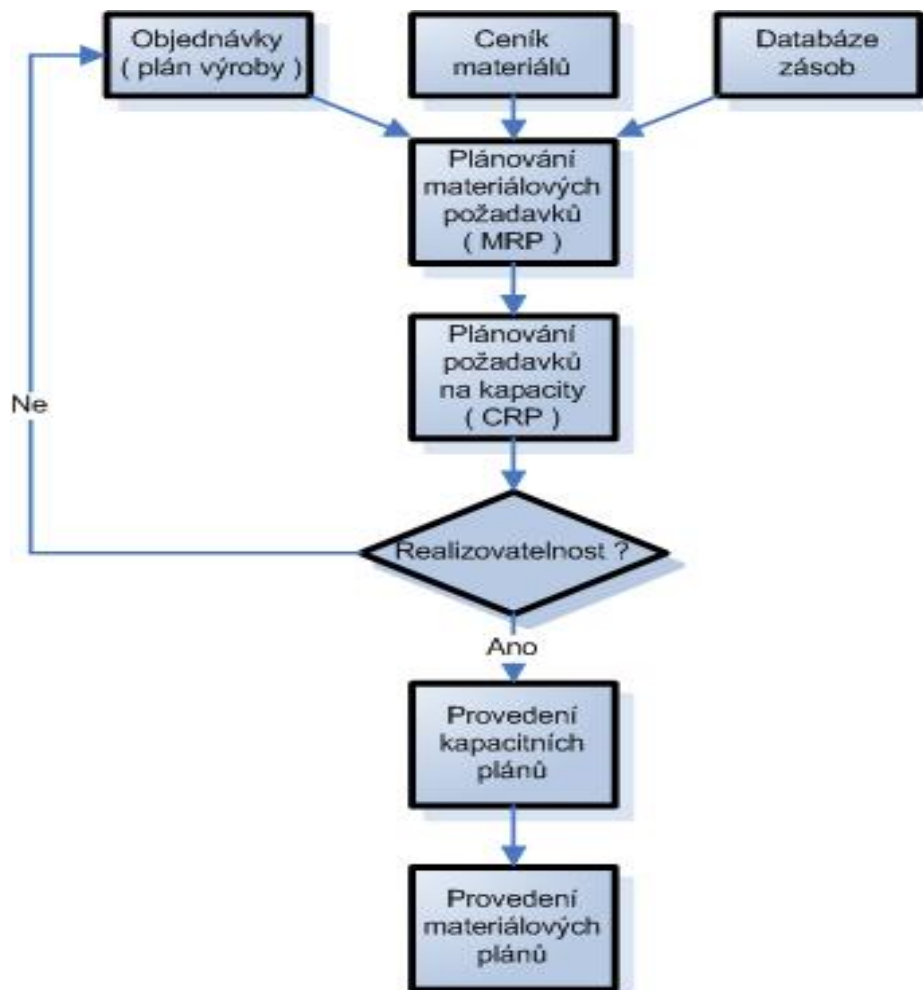 Objednávky
( plán výroby )
Ceník
materiálů
Databáze
zásob
Plánování
materiálových
požadavků
( MRP )
Plánování
požadavků
na kapacity
( CRP )
Ne
Realizovatelnost ?
Ano
Provedení
kapacitních
plánů
Provedení
materiálových
plánů